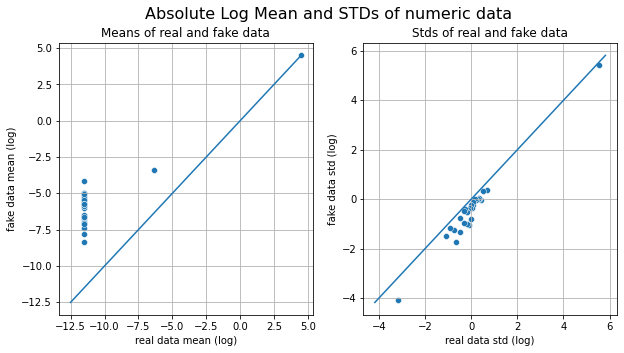 Absolute Log Mean and STDs of numeric data
Means of real and fake data
5.0
2.5
0.0
−2.5
−5.0
−7.5
−10.0
−12.5
fake data mean (log)
−12.5 −10.0 −7.5 −5.0 −2.5 0.0 2.5 5.0
real data mean (log)
Stds of real and fake data
6
4
2
0
−2
−4
fake data std (log)
−4 −2 0 2 4 6
real data std (log)